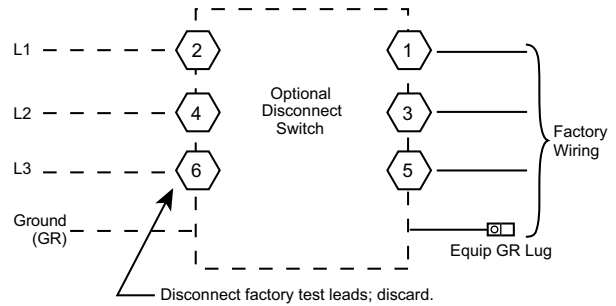 L1
2
1
L2
4
3
Optional
Disconnect
Switch
L3
6
5
Factory
Wiring
Ground
(GR)
Equip GR Lug
Disconnect factory test leads; discard.